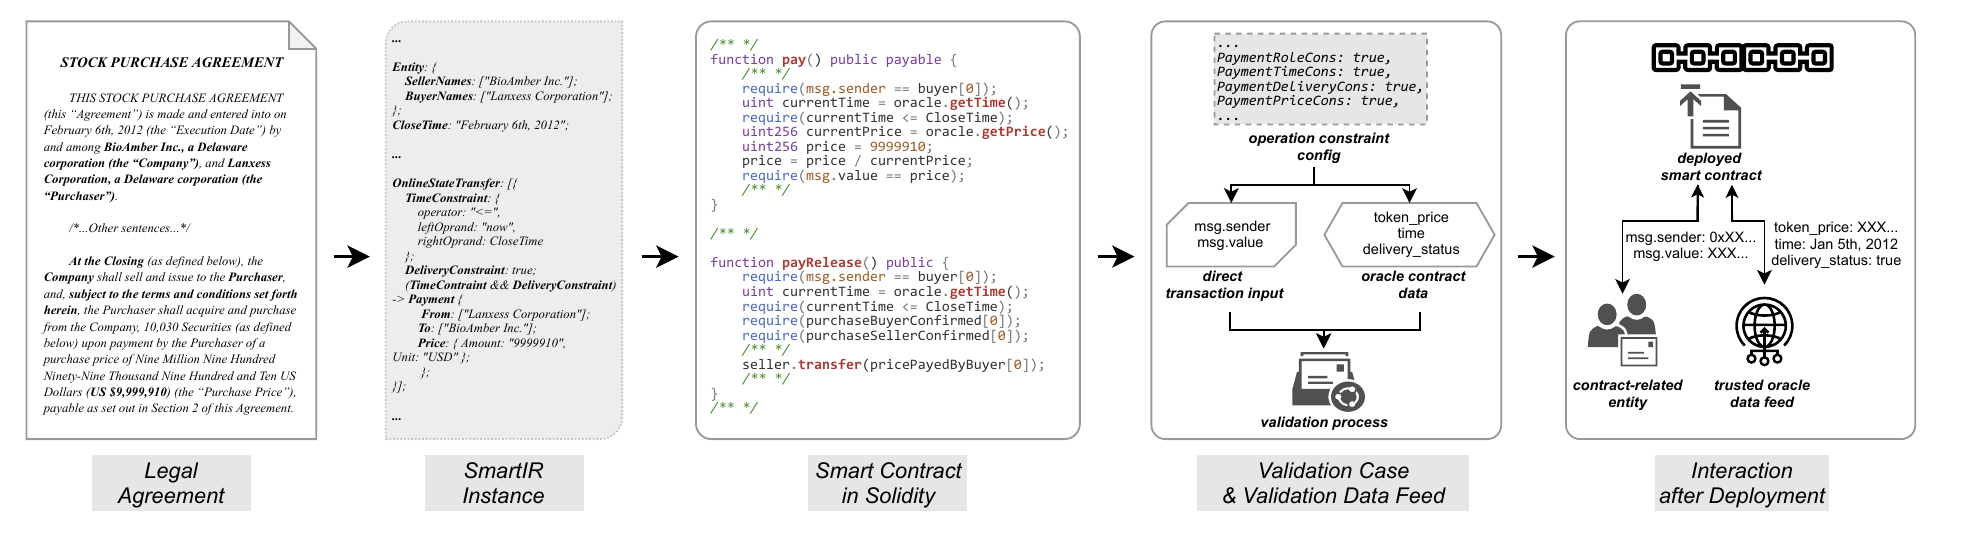 STOCK PURCHASE AGREEMENT
THIS STOCK PURCHASE AGREEMENT
(this “Agreement”) is made and entered into on
February 6th, 2012 (the “Execution Date”) by
and among BioAmber Inc., a Delaware
corporation (the “Company”), and Lanxess
Corporation, a Delaware corporation (the
“Purchaser”).
/*...Other sentences...*/
At the Closing (as defined below), the
Company shall sell and issue to the Purchaser,
and, subject to the terms and conditions set forth
herein, the Purchaser shall acquire and purchase
from the Company, 10,030 Securities (as defined
below) upon payment by the Purchaser of a
purchase price of Nine Million Nine Hundred
Ninety-Nine Thousand Nine Hundred and Ten US
Dollars (US $9,999,910) (the “Purchase Price”),
payable as set out in Section 2 of this Agreement.
Legal
Agreement
...
Entity: {
SellerNames: ["BioAmber Inc."];
BuyerNames: ["Lanxess Corporation"];
};
CloseTime: "February 6th, 2012";
...
OnlineStateTransfer: [{
TimeConstraint: {
operator: "<=",
leftOprand: "now",
rightOprand: CloseTime
};
DeliveryConstraint: true;
(TimeContraint && DeliveryConstraint)
-> Payment {
From: ["Lanxess Corporation"];
To: ["BioAmber Inc."];
Price: { Amount: "9999910",
Unit: "USD" };
};
}];
...
SmartIR
Instance
/** */
function pay() public payable {
/** */
require(msg.sender == buyer[0]);
uint currentTime = oracle.getTime();
require(currentTime <= CloseTime);
uint256 currentPrice = oracle.getPrice();
uint256 price = 9999910;
price = price / currentPrice;
require(msg.value == price);
/** */
}
/** */
function payRelease() public {
require(msg.sender == buyer[0]);
uint currentTime = oracle.getTime();
require(currentTime <= CloseTime);
require(purchaseBuyerConfirmed[0]);
require(purchaseSellerConfirmed[0]);
/** */
seller.transfer(pricePayedByBuyer[0]);
/** */
}
/** */
Smart Contract
in Solidity
...
PaymentRoleCons: true,
PaymentTimeCons: true,
PaymentDeliveryCons: true,
PaymentPriceCons: true,
...
operation constraint
config
msg.sender
msg.value
direct
transaction input
token_price
time
delivery_status
oracle contract
data
validation process
Validation Case
& Validation Data Feed
deployed
smart contract
msg.sender: 0xXX...
msg.value: XXX...
token_price: XXX...
time: Jan 5th, 2012
delivery_status: true
contract-related
entity
trusted oracle
data feed
Interaction
after Deployment